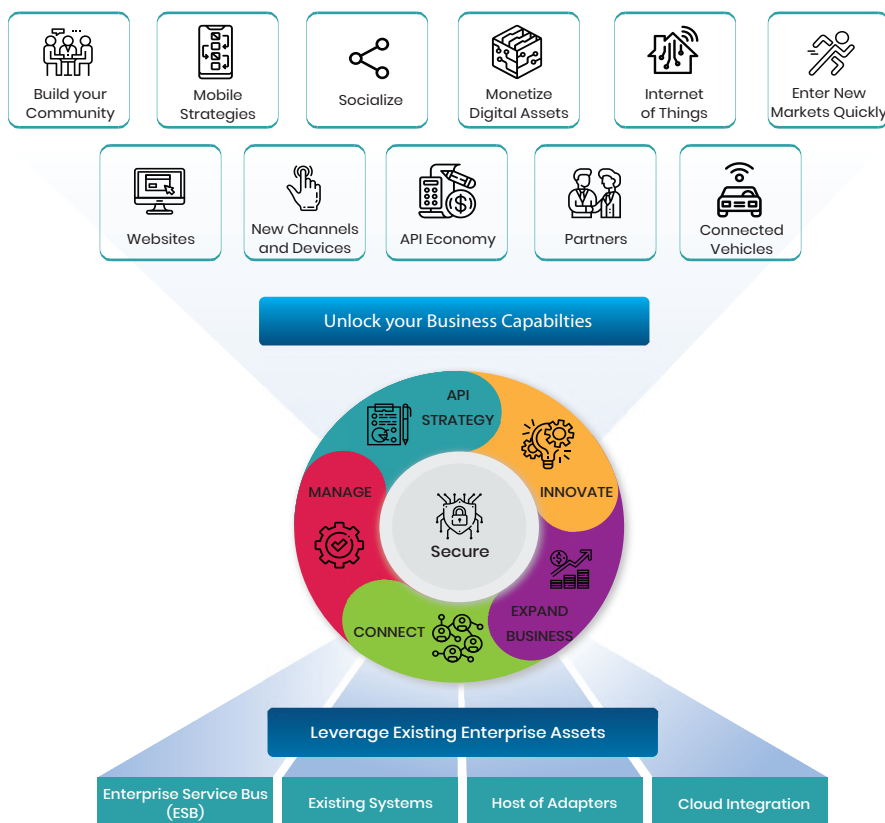 Build your
Community
Mobile
Strategies
Socialize
Monetize
Digital Assets
Internet
of Things
Enter New
Markets Quickly
Websites
New Channels
and Devices
API Economy
Partners
Connected
Vehicles
Unlock your Business Capabilties
API
STRATEGY
INNOVATE
MANAGE
Secure
EXPAND
BUSINESS
CONNECT
Leverage Existing Enterprise Assets
Enterprise Service Bus
(ESB)
Existing Systems
Host of Adapters
Cloud Integration